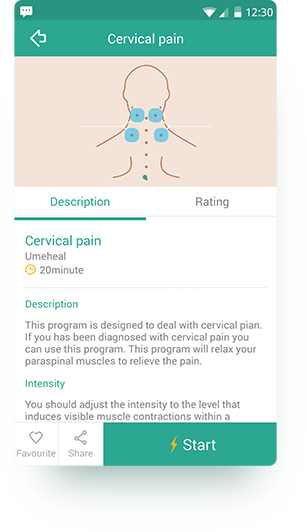 12:30
Cervical pain
Description Rating
Cervical pain
Umeheal
20minute
Description
This program is designed to deal with cervical pian.
If you has been diagnosed with cervical pain you
can use this program. This program will relax your
paraspinal muscles to relieve the pain.
Intensity
You should adjust the intensity to the level that
induces visible muscle contractions within a
Favourite Share Start